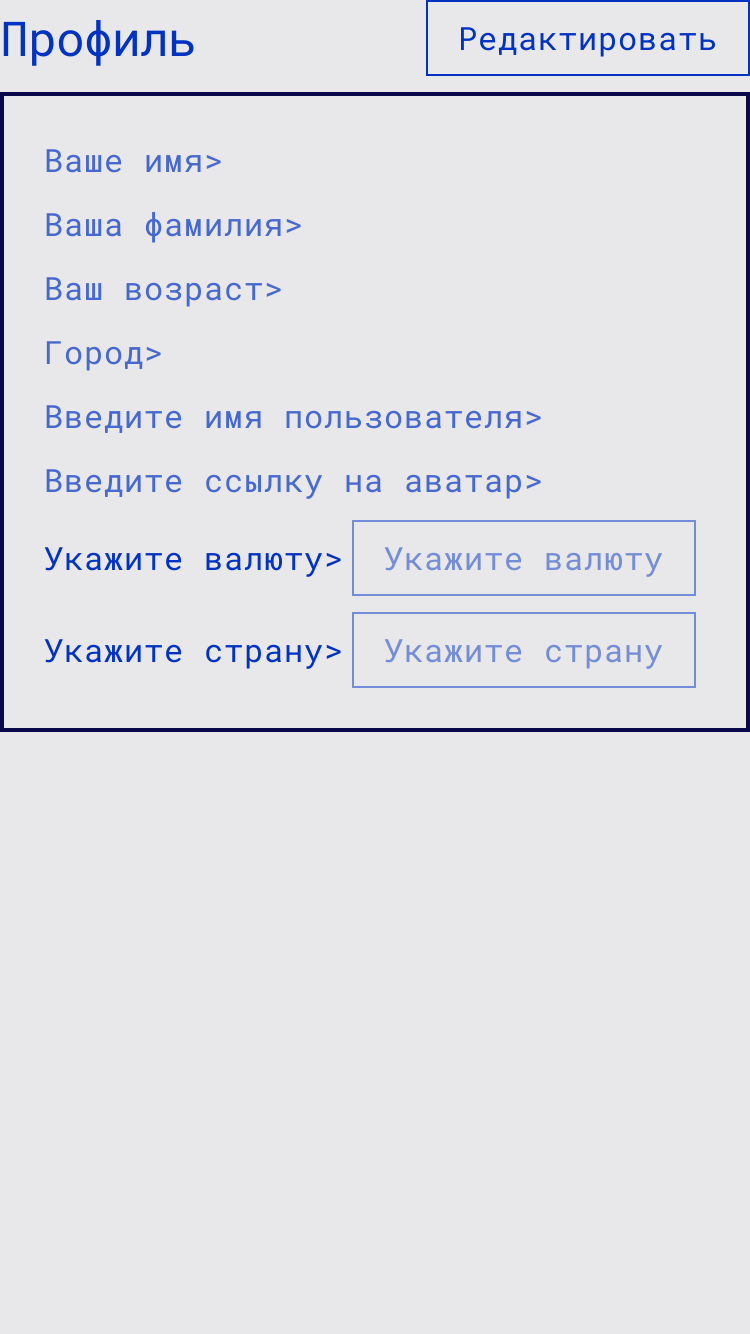 Профиль
Редактировать
Ваше имя>
Ваша фамилия>
Ваш возраст>
Город>
Введите имя пользователя>
Введите ссылку на аватар>
Укажите валюту> Укажите валюту
Укажите страну> Укажите страну